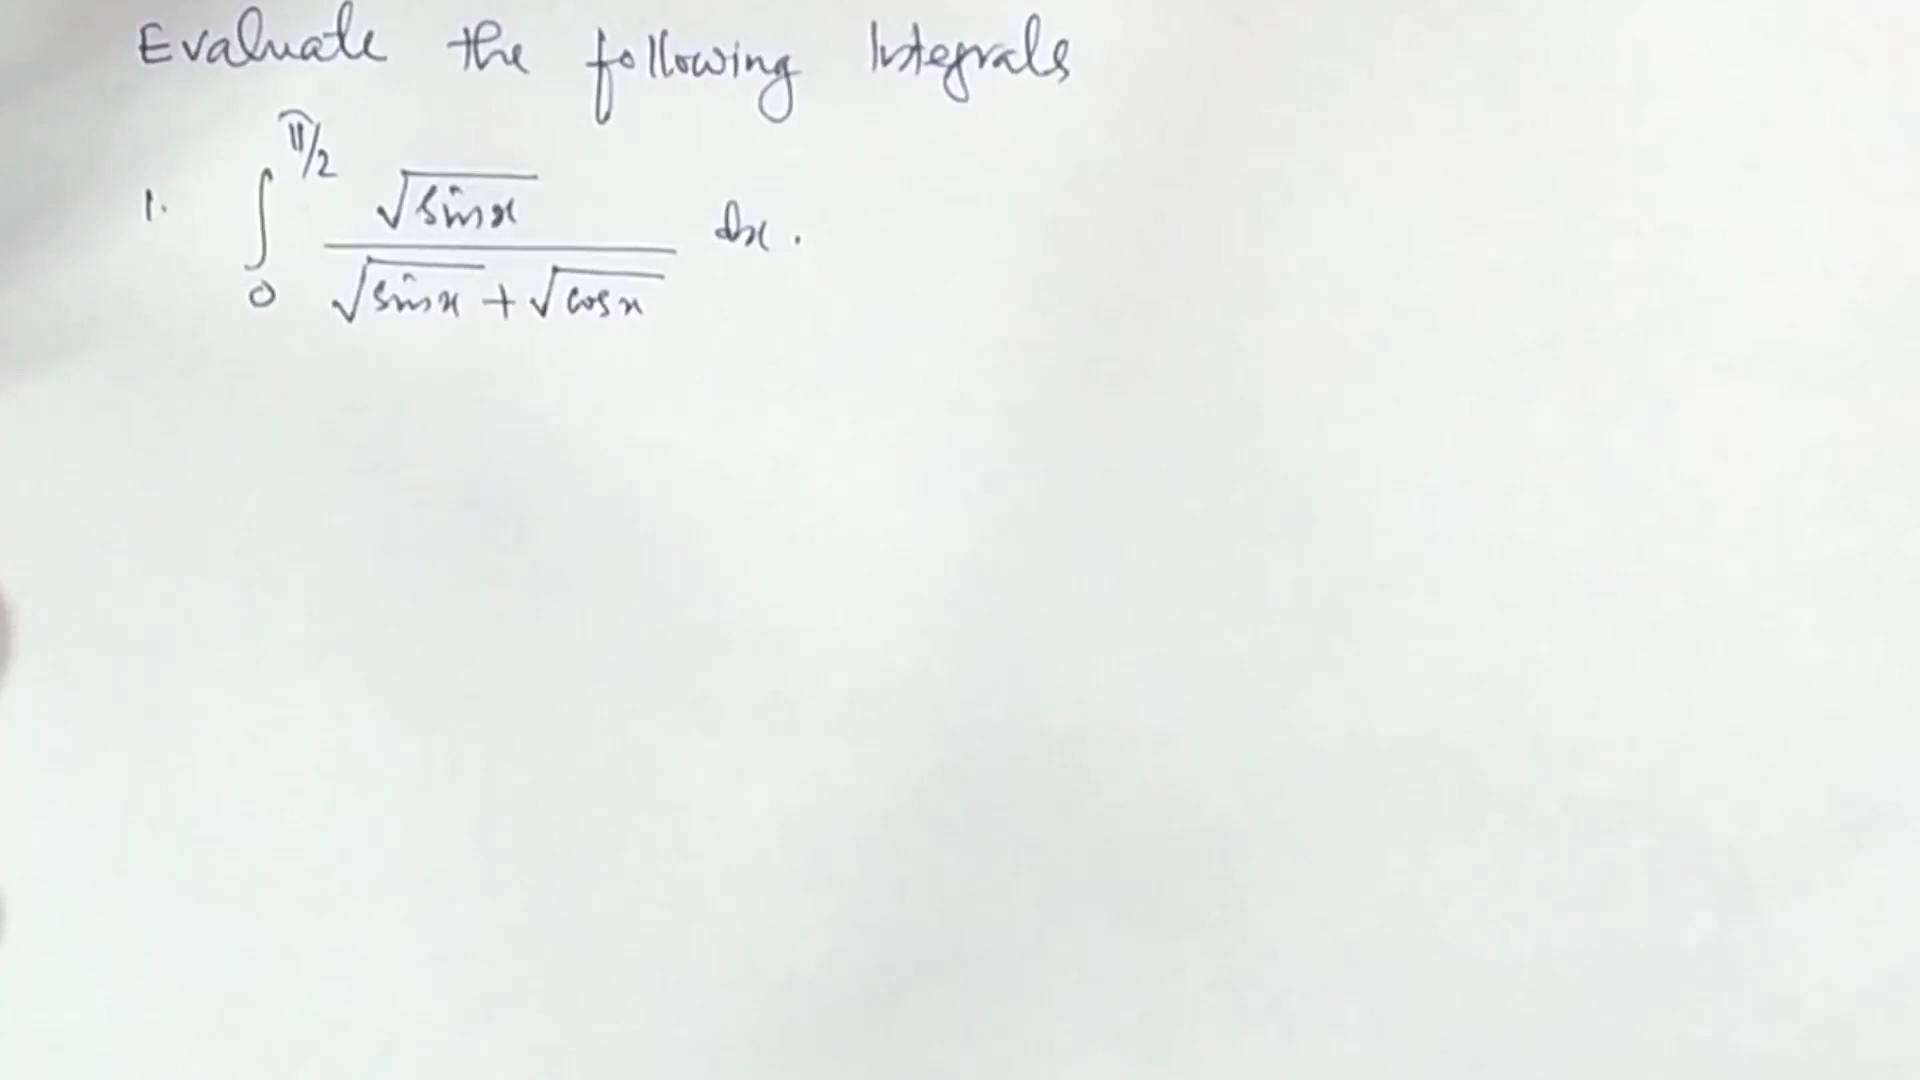 Evaluate the following Integrals
1. ∫₀^π/2 √sinx / (√sinx + √cosx) dx.